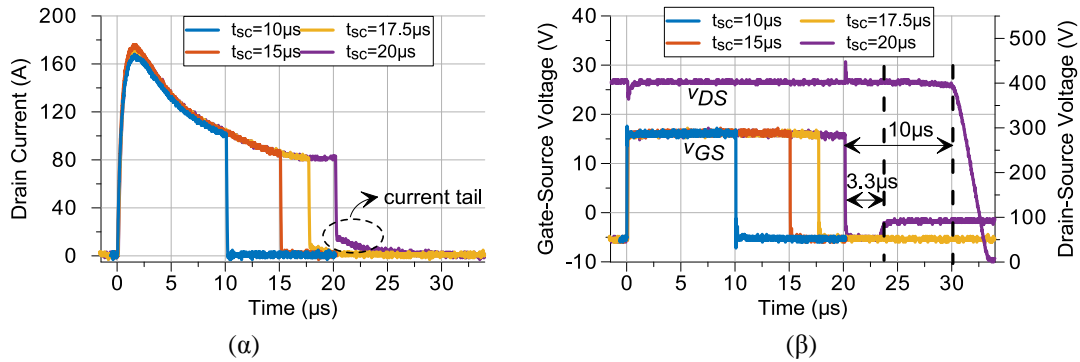 tSC=10µs tSC=17.5µs
tSC=15µs tSC=20µs
Drain Current (A)
200
160
120
80
40
0
current tail
0 5 10 15 20 25 30
Time (µs)
(α)
tSC=10µs tSC=17.5µs
tSC=15µs tSC=20µs
Gate-Source Voltage (V)
40
30
20
10
0
-10
vDS
vGS
10µs
3.3µs
500
400
300
200
100
0
Drain-Source Voltage (V)
0 5 10 15 20 25 30
Time (µs)
(β)